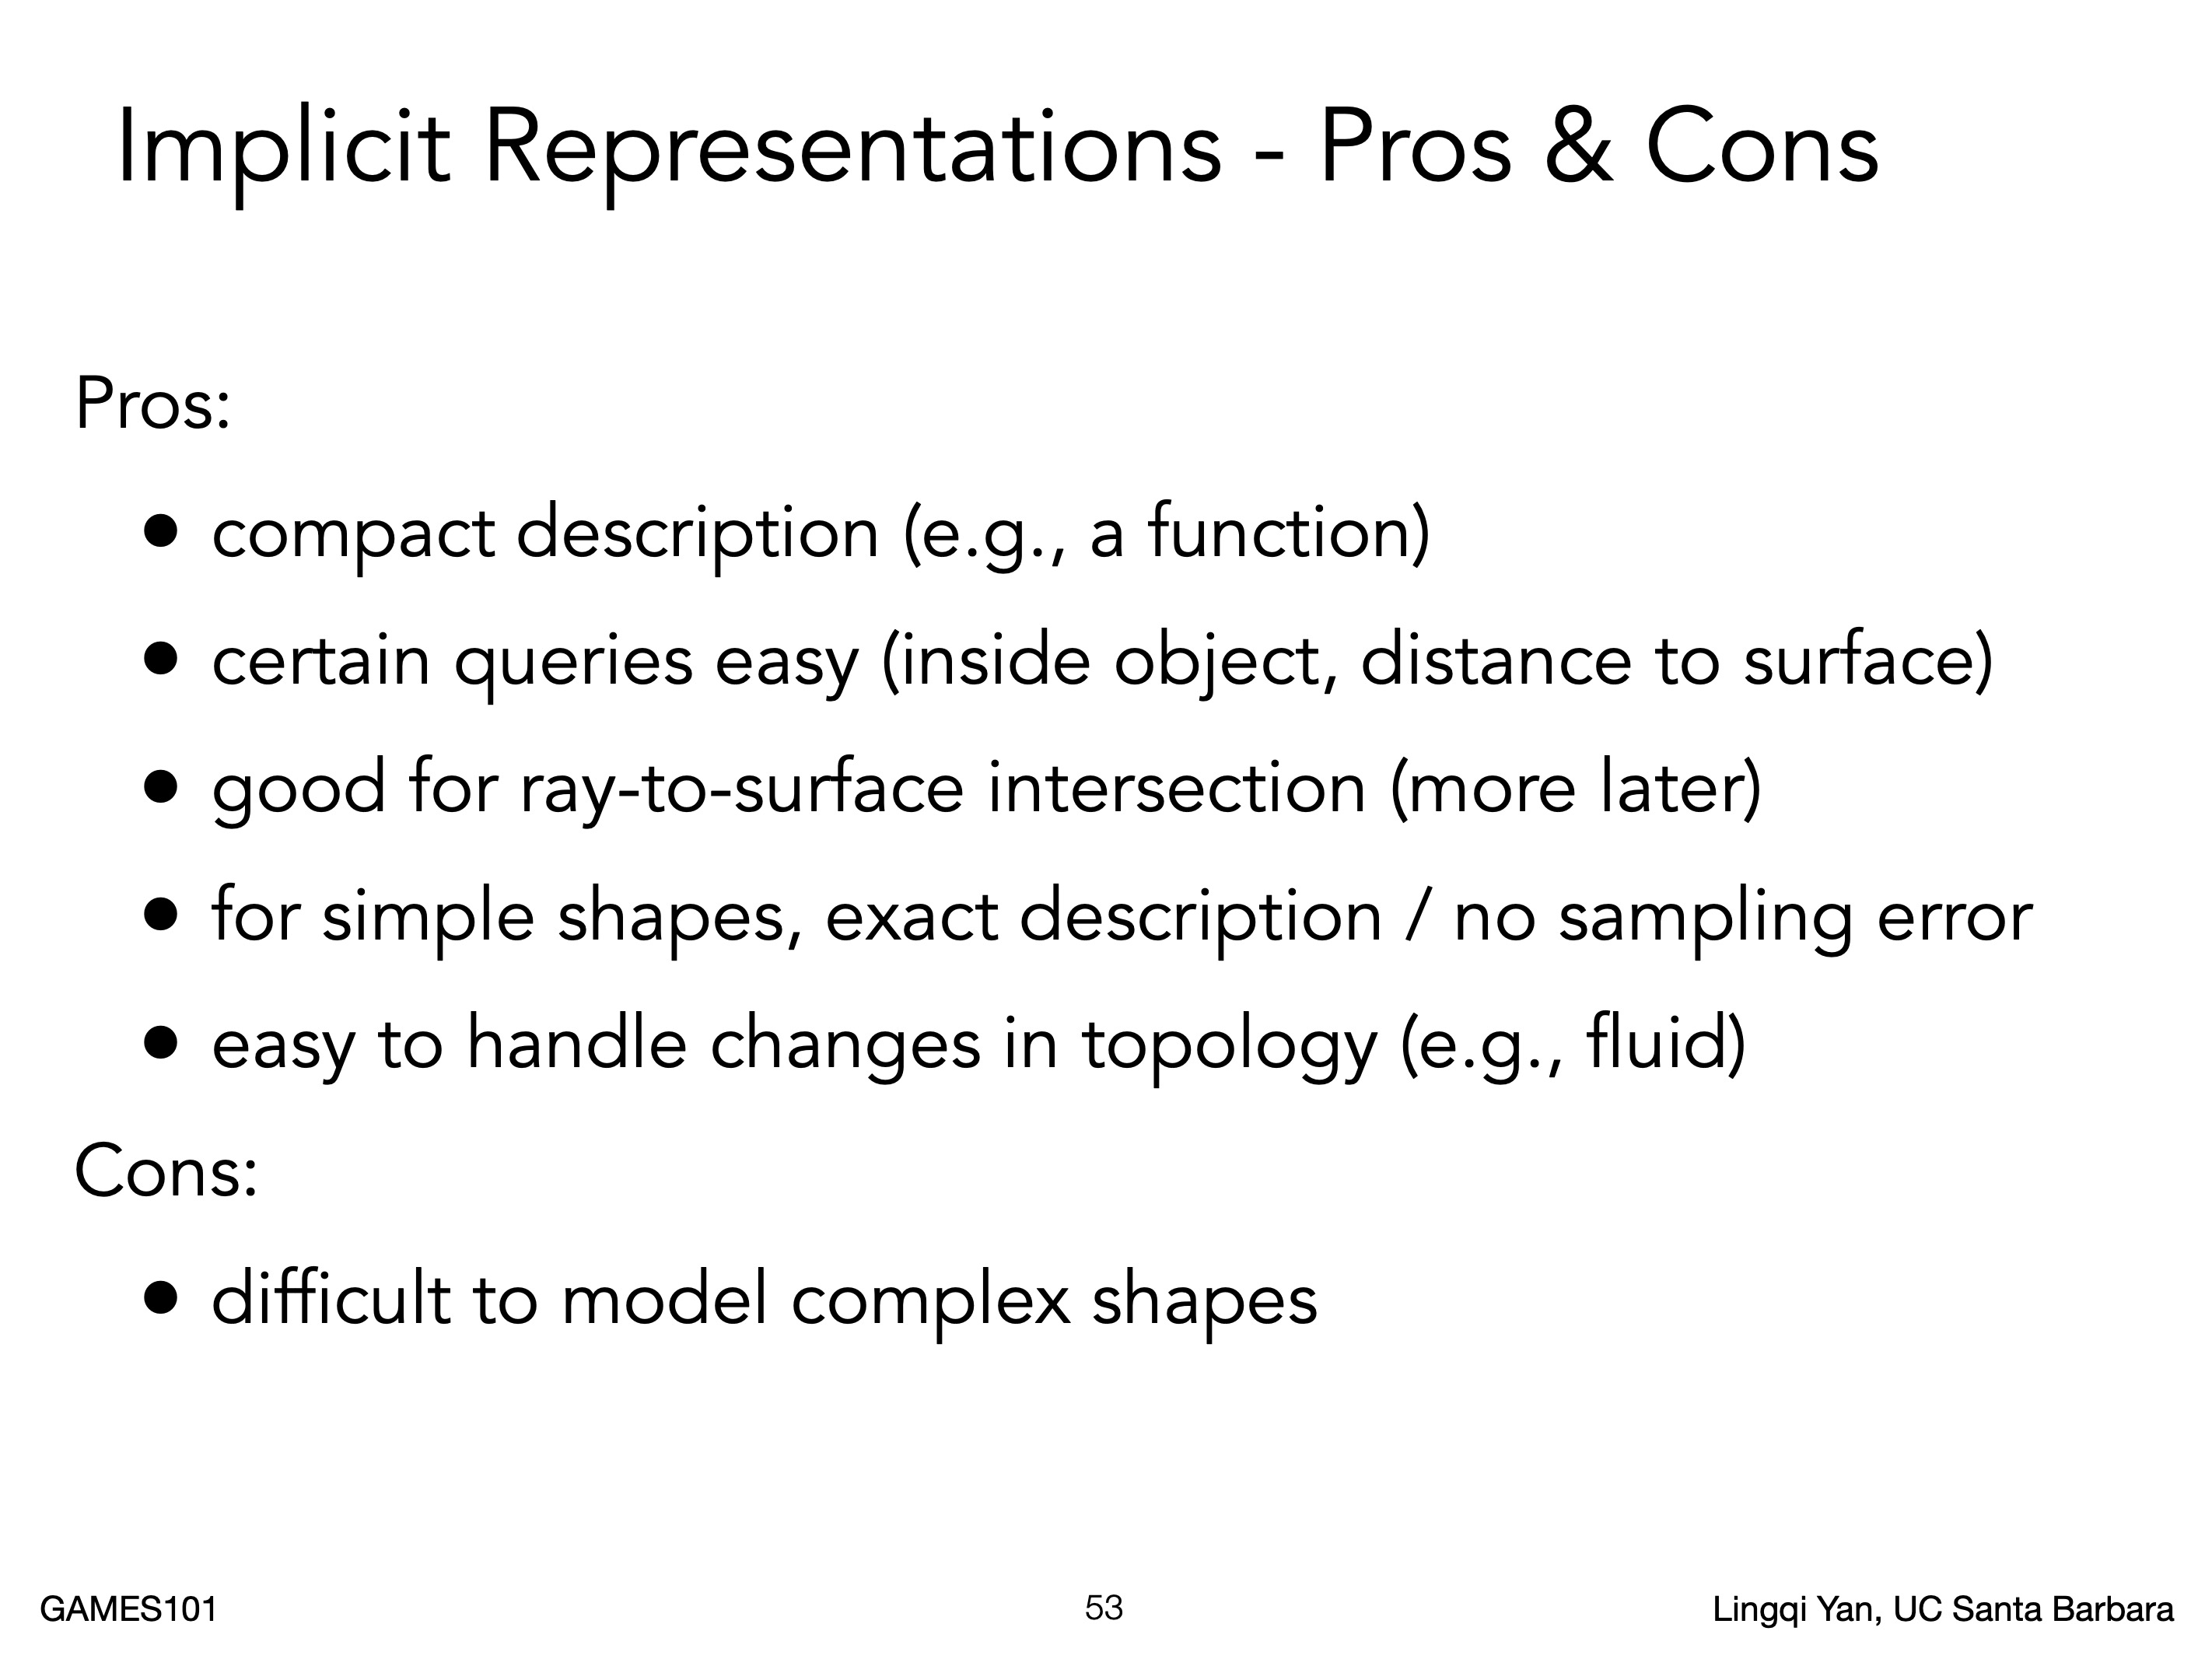 Implicit Representations - Pros & Cons
Pros:
• compact description (e.g., a function)
• certain queries easy (inside object, distance to surface)
• good for ray-to-surface intersection (more later)
• for simple shapes, exact description / no sampling error
• easy to handle changes in topology (e.g., fluid)
Cons:
• difficult to model complex shapes
GAMES101
53
Lingqi Yan, UC Santa Barbara